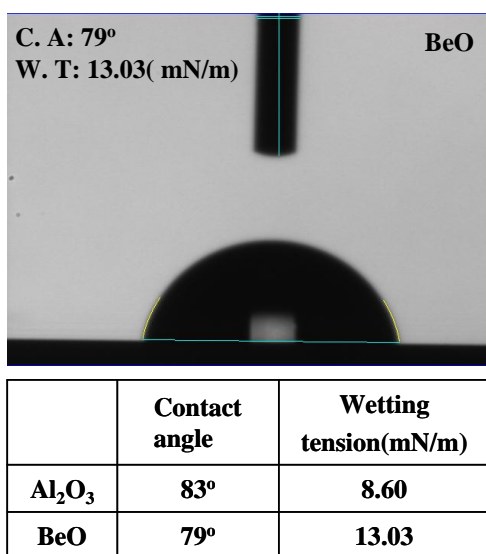 C. A: 79º
BeO
W. T: 13.03( mN/m)
Contact angle
Wetting tension(mN/m)
Al₂O₃ 83º 8.60
BeO 79º 13.03